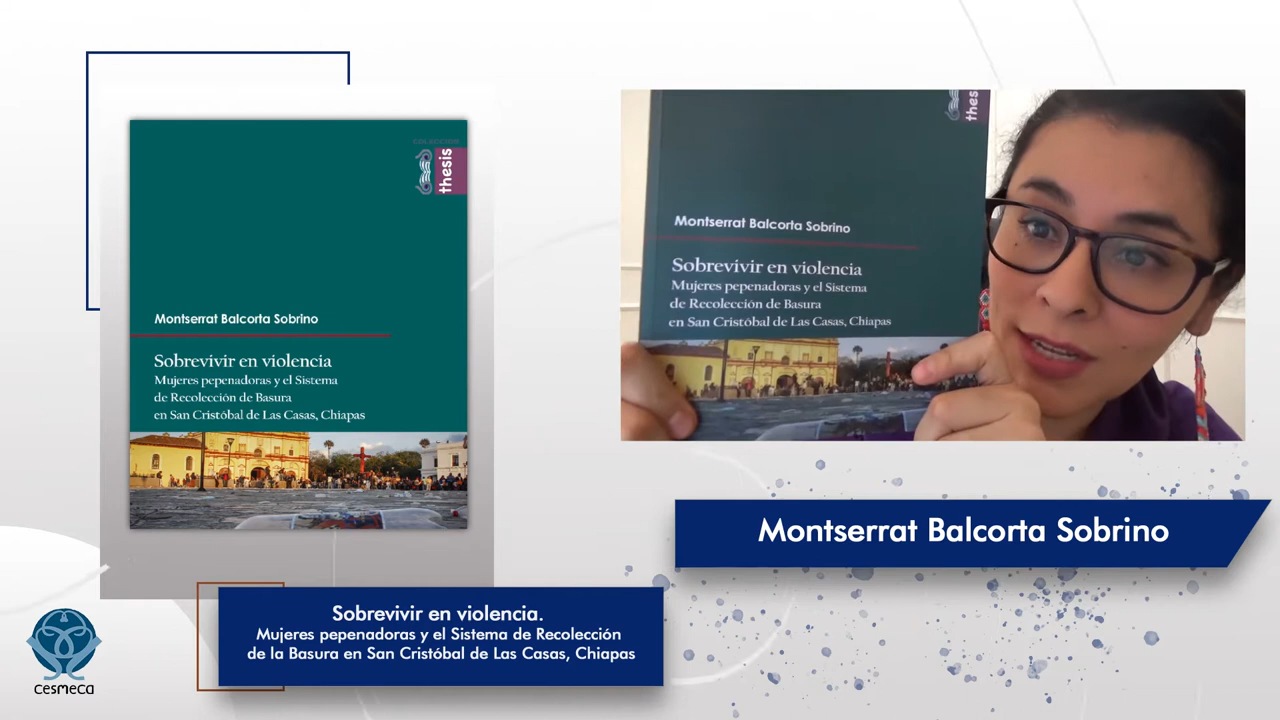 COLECCIÓN
thesis
Montserrat Balcorta Sobrino
Sobrevivir en violencia
Mujeres pepenadoras y el Sistema
de Recolección de Basura
en San Cristóbal de Las Casas, Chiapas
thes
Montserrat Balcorta Sobrino
Sobrevivir en violencia
Mujeres pepenadoras y el Sistema
de Recolección de Basura
en San Cristóbal de Las Casas, Chiapas
Montserrat Balcorta Sobrino
Sobrevivir en violencia.
Mujeres pepenadoras y el Sistema de Recolección
de la Basura en San Cristóbal de Las Casas, Chiapas
cesmeca